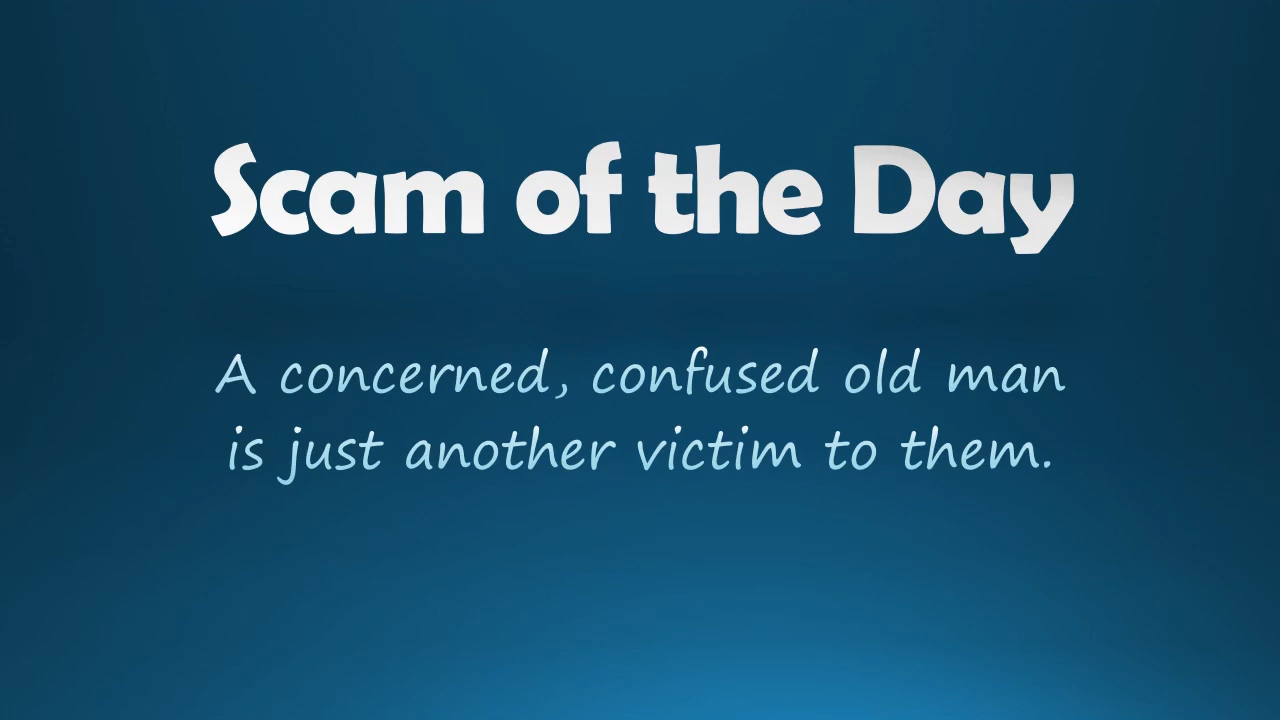 Scam of the Day
A concerned, confused old man
is just another victim to them.